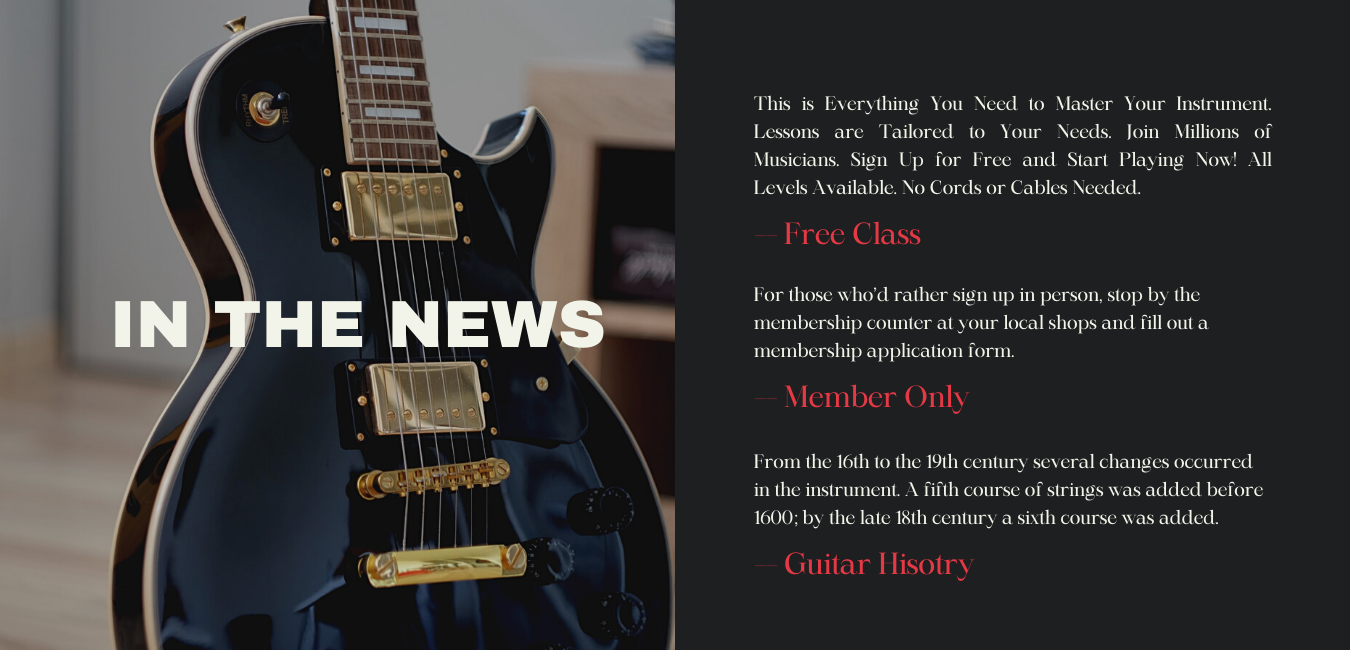 IN THE NEWS
This is Everything You Need to Master Your Instrument.
Lessons are Tailored to Your Needs. Join Millions of
Musicians. Sign Up for Free and Start Playing Now! All
Levels Available. No Cords or Cables Needed.
— Free Class
For those who’d rather sign up in person, stop by the
membership counter at your local shops and fill out a
membership application form.
— Member Only
From the 16th to the 19th century several changes occurred
in the instrument. A fifth course of strings was added before
1600; by the late 18th century a sixth course was added.
— Guitar Hisotry
RHYTHM